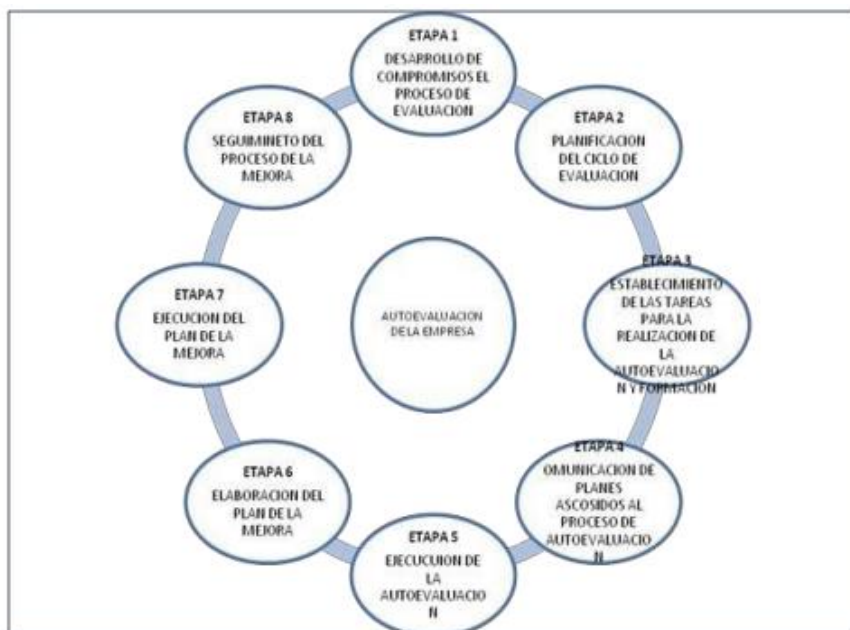 ETAPA 1
DESARROLLO DE
COMPROMISOS EL
PROCESO DE
EVALUACION
ETAPA 2
PLANIFICACION
DEL CICLO DE
EVALUACION
ETAPA 3
ESTABLECIMIENTO
DE LAS TAREAS
PARA LA
REALIZACION DE
LA
AUTOEVALUACIO
N Y FORMACION
ETAPA 4
OMUNICACION DE
PLANES
ASCOSIDOS AL
PROCESO DE
AUTOEVALUACIO
N
ETAPA 5
EJECUCUION DE
LA
AUTOEVALUACIO
N
ETAPA 6
ELABORACION DEL
PLAN DE LA
MEJORA
ETAPA 7
EJECUCION DEL
PLAN DE LA
MEJORA
ETAPA 8
SEGUIMINETO DEL
PROCESO DE LA
MEJORA
AUTOEVALUACION
DE LA EMPRESA